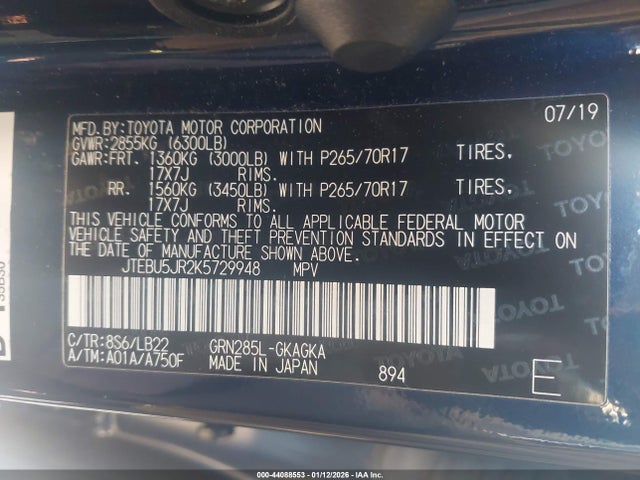 MFD.BY:TOYOTA MOTOR CORPORATION 07/19
GVWR:2855KG (6300LB)
GAWR:FRT. 1360KG (3000LB) WITH P265/70R17 TIRES,
17X7J RIMS.
RR. 1560KG (3450LB) WITH P265/70R17 TIRES,
17X7J RIMS.
THIS VEHICLE CONFORMS TO ALL APPLICABLE FEDERAL MOTOR
VEHICLE SAFETY AND THEFT PREVENTION STANDARDS IN EFFECT ON
THE DATE OF MANUFACTURE SHOWN ABOVE.
JTEBU5JR2K5729948 MPV
C/TR:8S6/LB22 GRN285L-GKAGKA
A/TM:A01A/A750F MADE IN JAPAN 894 E
000-44088553 - 01/12/2026 - IAA, Inc.